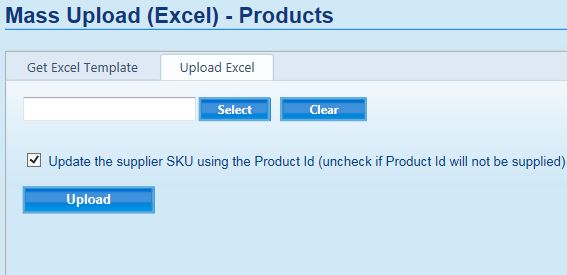 Mass Upload (Excel) - Products
Get Excel Template Upload Excel
Select Clear
Update the supplier SKU using the Product Id (uncheck if Product Id will not be supplied)
Upload